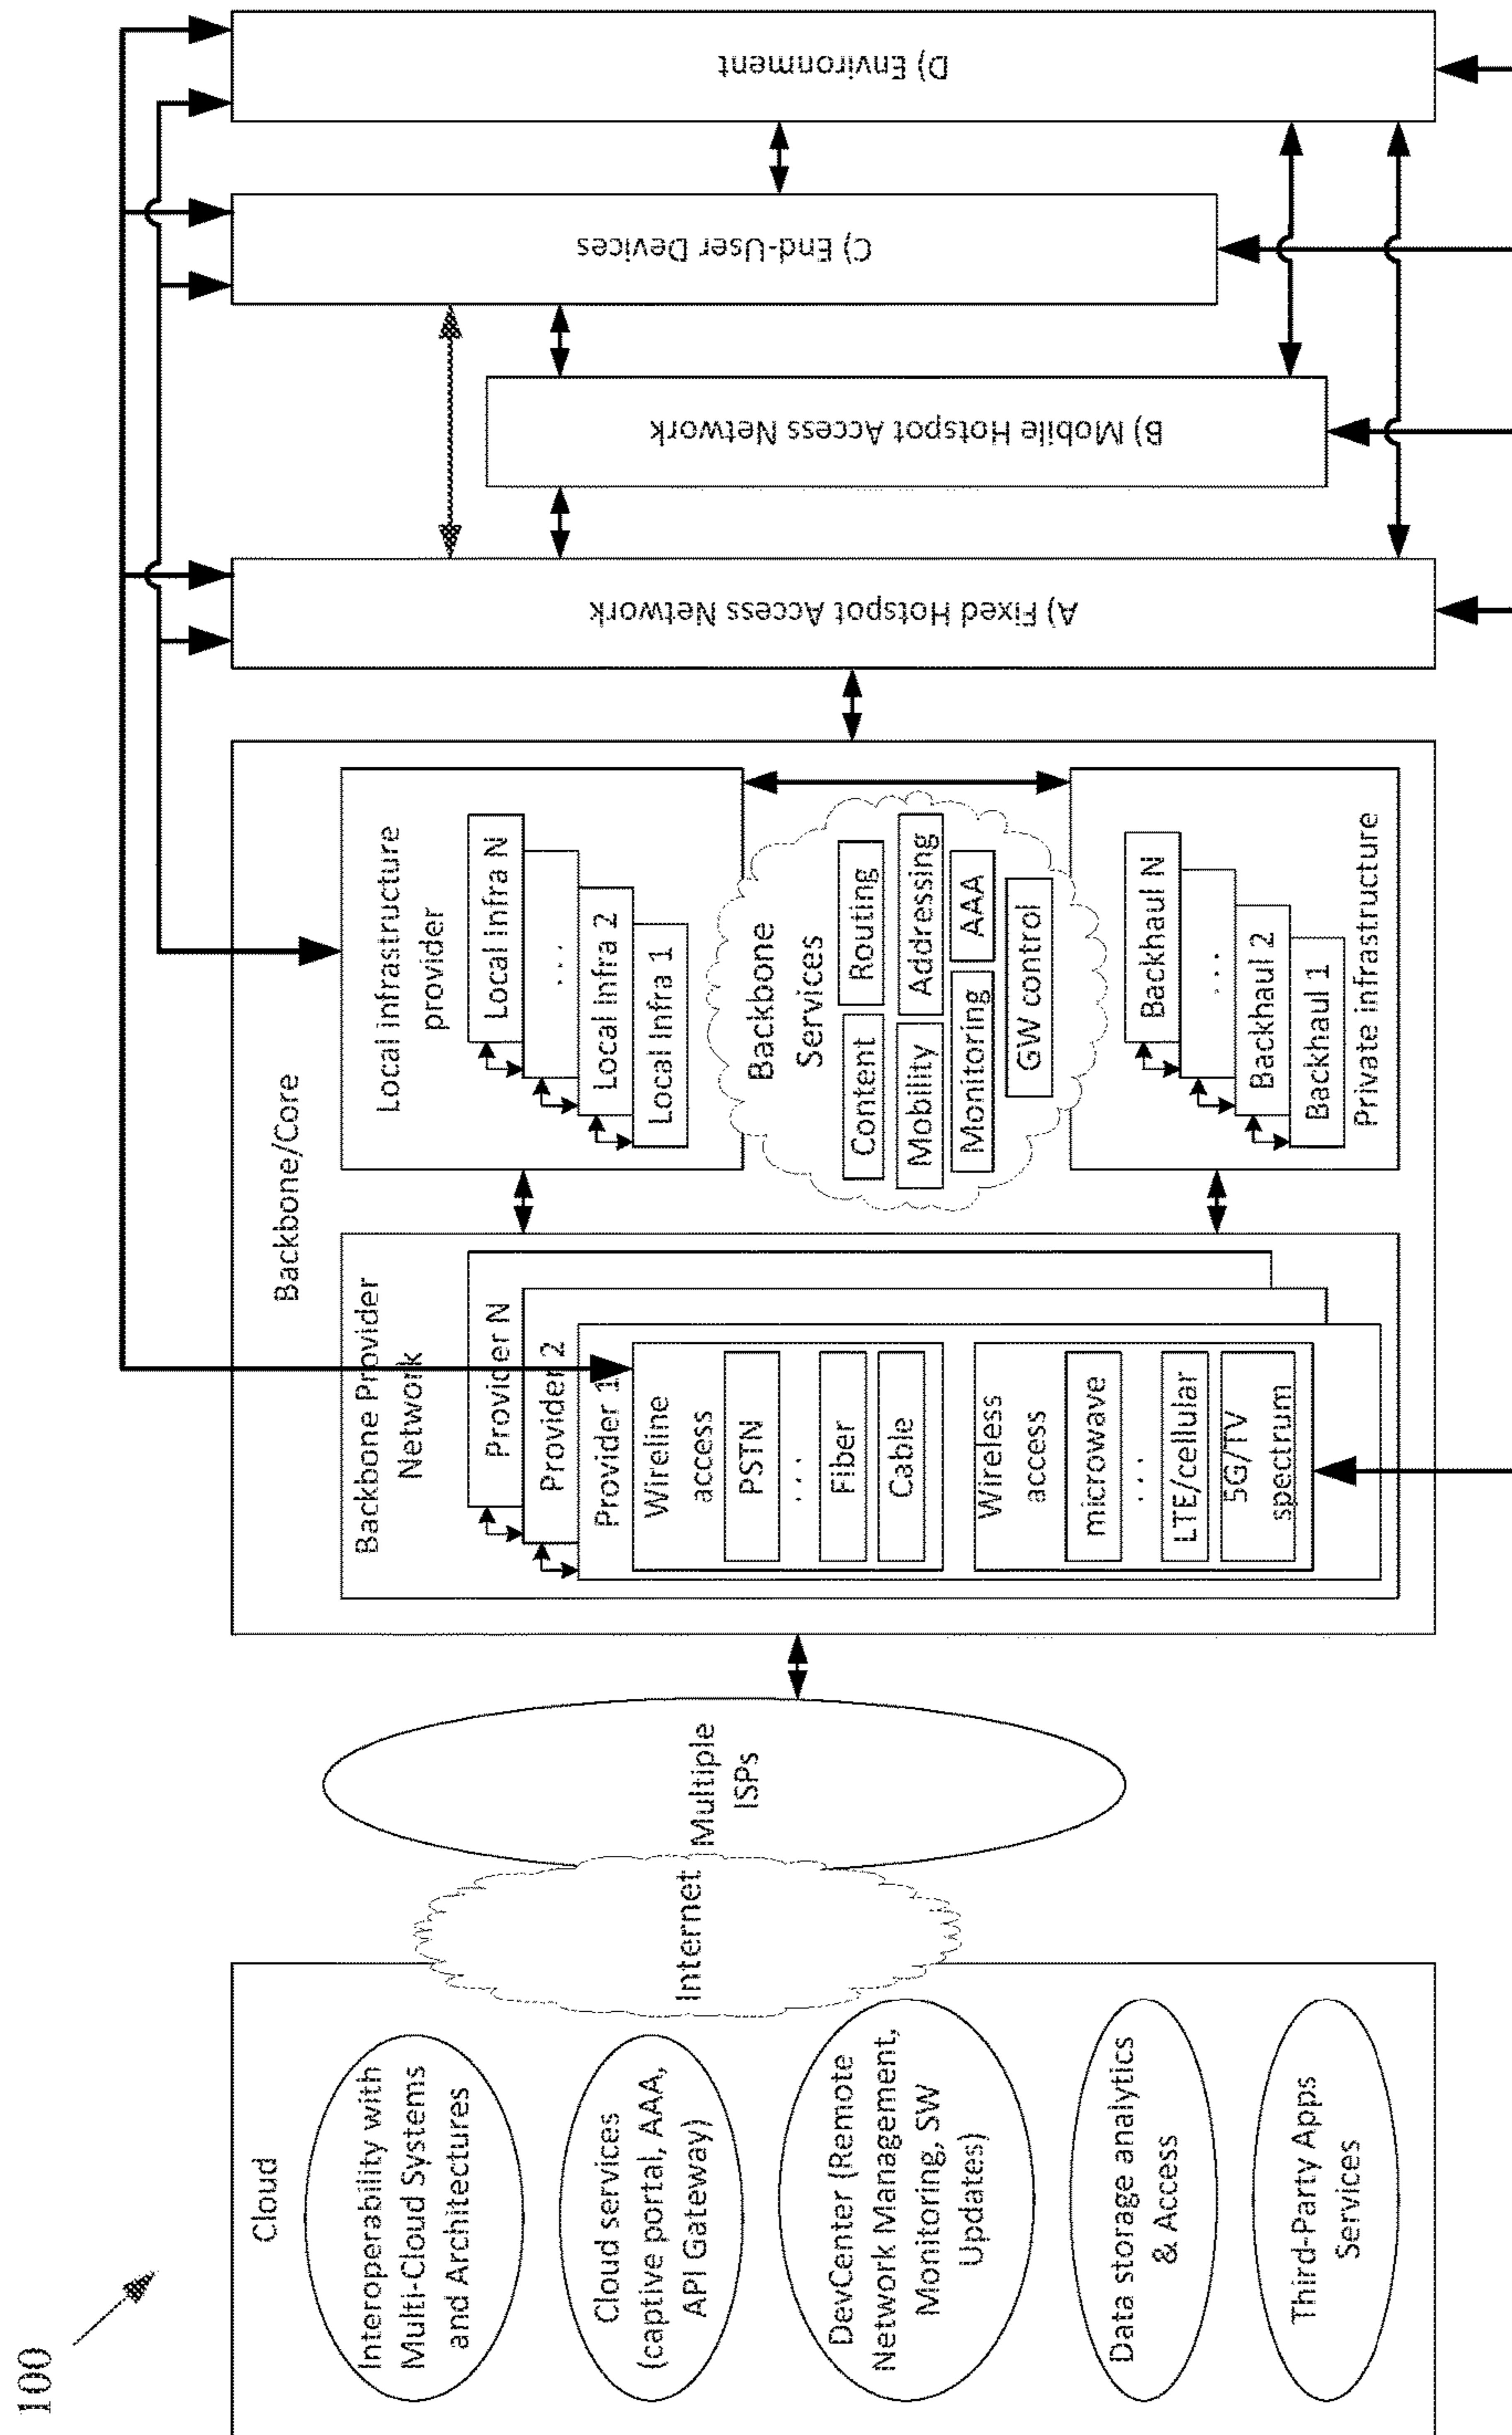 100
Cloud
Interoperability with
Multi-Cloud Systems
and Architectures
Cloud services
(captive portal, AAA,
API Gateway)
DevCenter (Remote
Network Management,
Monitoring, SW
Updates)
Data storage analytics
& Access
Third-Party Apps
Services
Internet
Multiple
ISPs
Backbone/Core
Backbone Provider
Network
Provider N
Provider 2
Provider 1
Wireline
access
PSTN
...
Fiber
Cable
Wireless
access
microwave
...
LTE/cellular
5G/TV
spectrum
Local infrastructure
provider
Local Infra N
...
Local Infra 2
Local Infra 1
Backbone
Services
Content
Routing
Mobility
Addressing
Monitoring
AAA
GW control
Backhaul N
...
Backhaul 2
Backhaul 1
Private infrastructure
A) Fixed Hotspot Access Network
B) Mobile Hotspot Access Network
C) End-User Devices
D) Environment